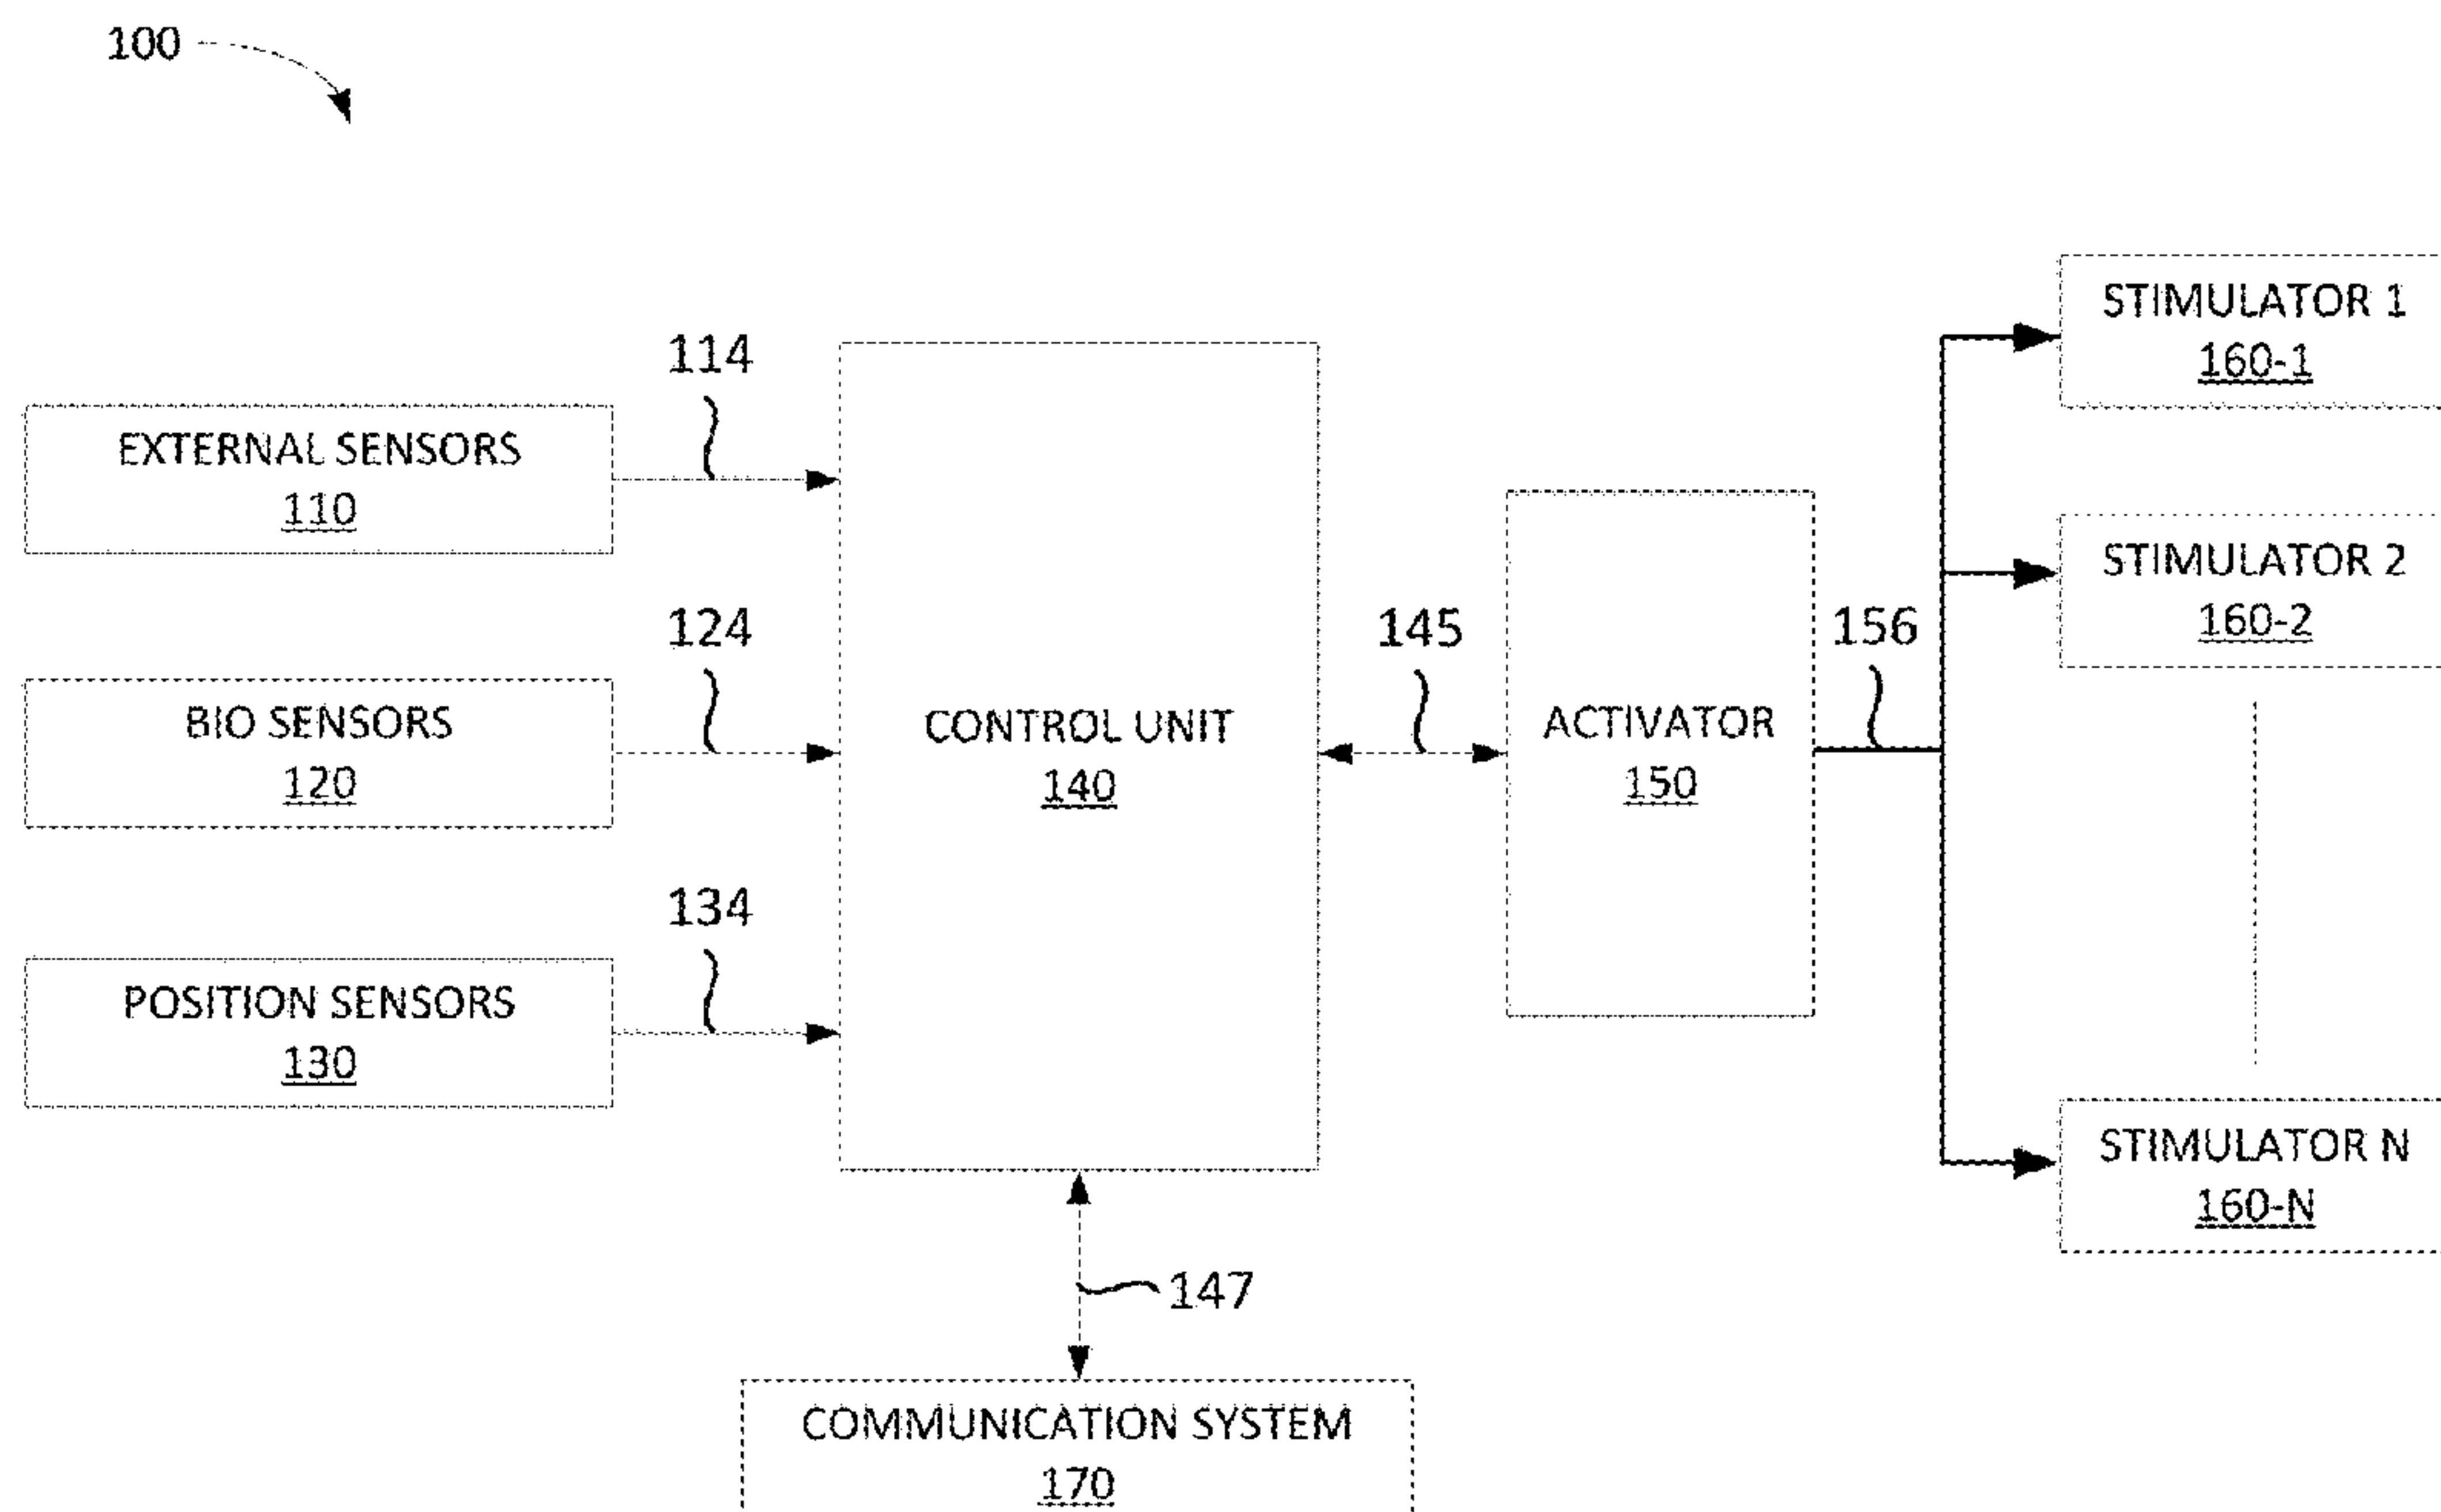 100
114
EXTERNAL SENSORS
110
124
BIO SENSORS
120
134
POSITION SENSORS
130
CONTROL UNIT
140
145
ACTIVATOR
150
156
STIMULATOR 1
160-1
STIMULATOR 2
160-2
STIMULATOR N
160-N
147
COMMUNICATION SYSTEM
170